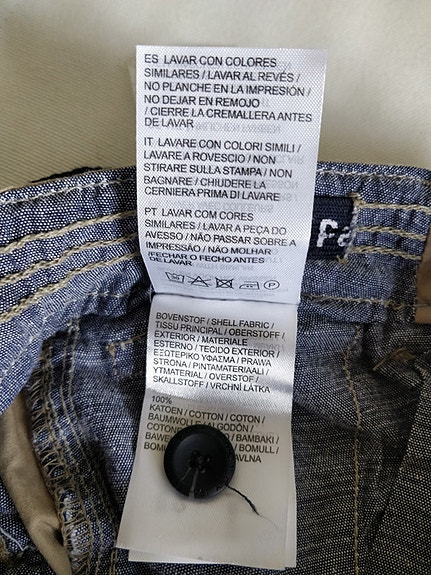 ES LAVAR CON COLORES
SIMILARES / LAVAR AL REVÉS /
NO PLANCHE EN LA IMPRESIÓN /
NO DEJAR EN REMOJO
/ CIERRE LA CREMALLERA ANTES
DE LAVAR
IT LAVARE CON COLORI SIMILI /
LAVARE A ROVESCIO / NON
STIRARE SULLA STAMPA / NON
BAGNARE / CHIUDERE LA
CERNIERA PRIMA DI LAVARE
PT LAVAR COM CORES
SIMILARES / LAVAR A PEÇA DO
AVESSO / NÃO PASSAR SOBRE A
IMPRESSÃO / NÃO MOLHAR
/FECHAR O FECHO ANTES
DE LAVAR
P
BOVENSTOF / SHELL FABRIC /
TISSU PRINCIPAL / OBERSTOFF /
EXTERIOR / MATERIALE
ESTERNO / TECIDO EXTERIOR /
ΕΞΩΤΕΡΙΚΟ ΥΦΑΣΜΑ / PRAWA
STRONA / PINTAMATERIAALI /
YTMATERIAL / OVERSTOF /
SKALLSTOFF / VRCHNÍ LÁTKA
100%
KATOEN / COTTON / COTON /
BAUMWOLLE / ALGODÓN /
/ BAMBAKI /
/ BOMULL /